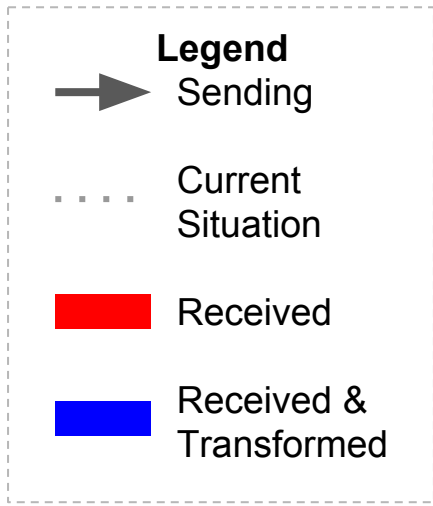 Legend
Sending
Current
Situation
Received
Received &
Transformed